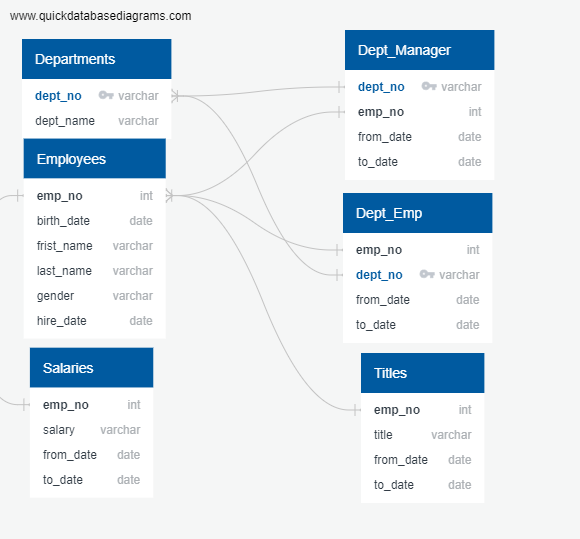 www.quickdatabasediagrams.com
Departments
dept_no varchar
dept_name varchar
Employees
emp_no int
birth_date date
frist_name varchar
last_name varchar
gender varchar
hire_date date
Salaries
emp_no int
salary varchar
from_date date
to_date date
Dept_Manager
dept_no varchar
emp_no int
from_date date
to_date date
Dept_Emp
emp_no int
dept_no varchar
from_date date
to_date date
Titles
emp_no int
title varchar
from_date date
to_date date